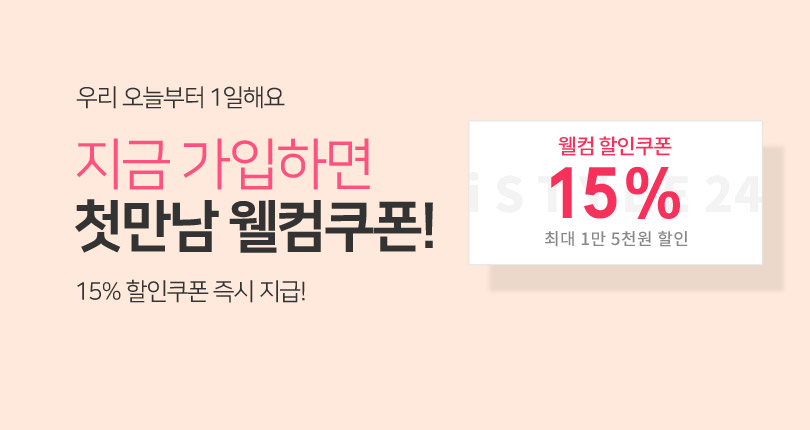 우리 오늘부터 1일해요
지금 가입하면
첫만남 웰컴쿠폰!
15% 할인쿠폰 즉시 지급!
웰컴 할인쿠폰
iSTYLE24
15%
최대 1만 5천원 할인